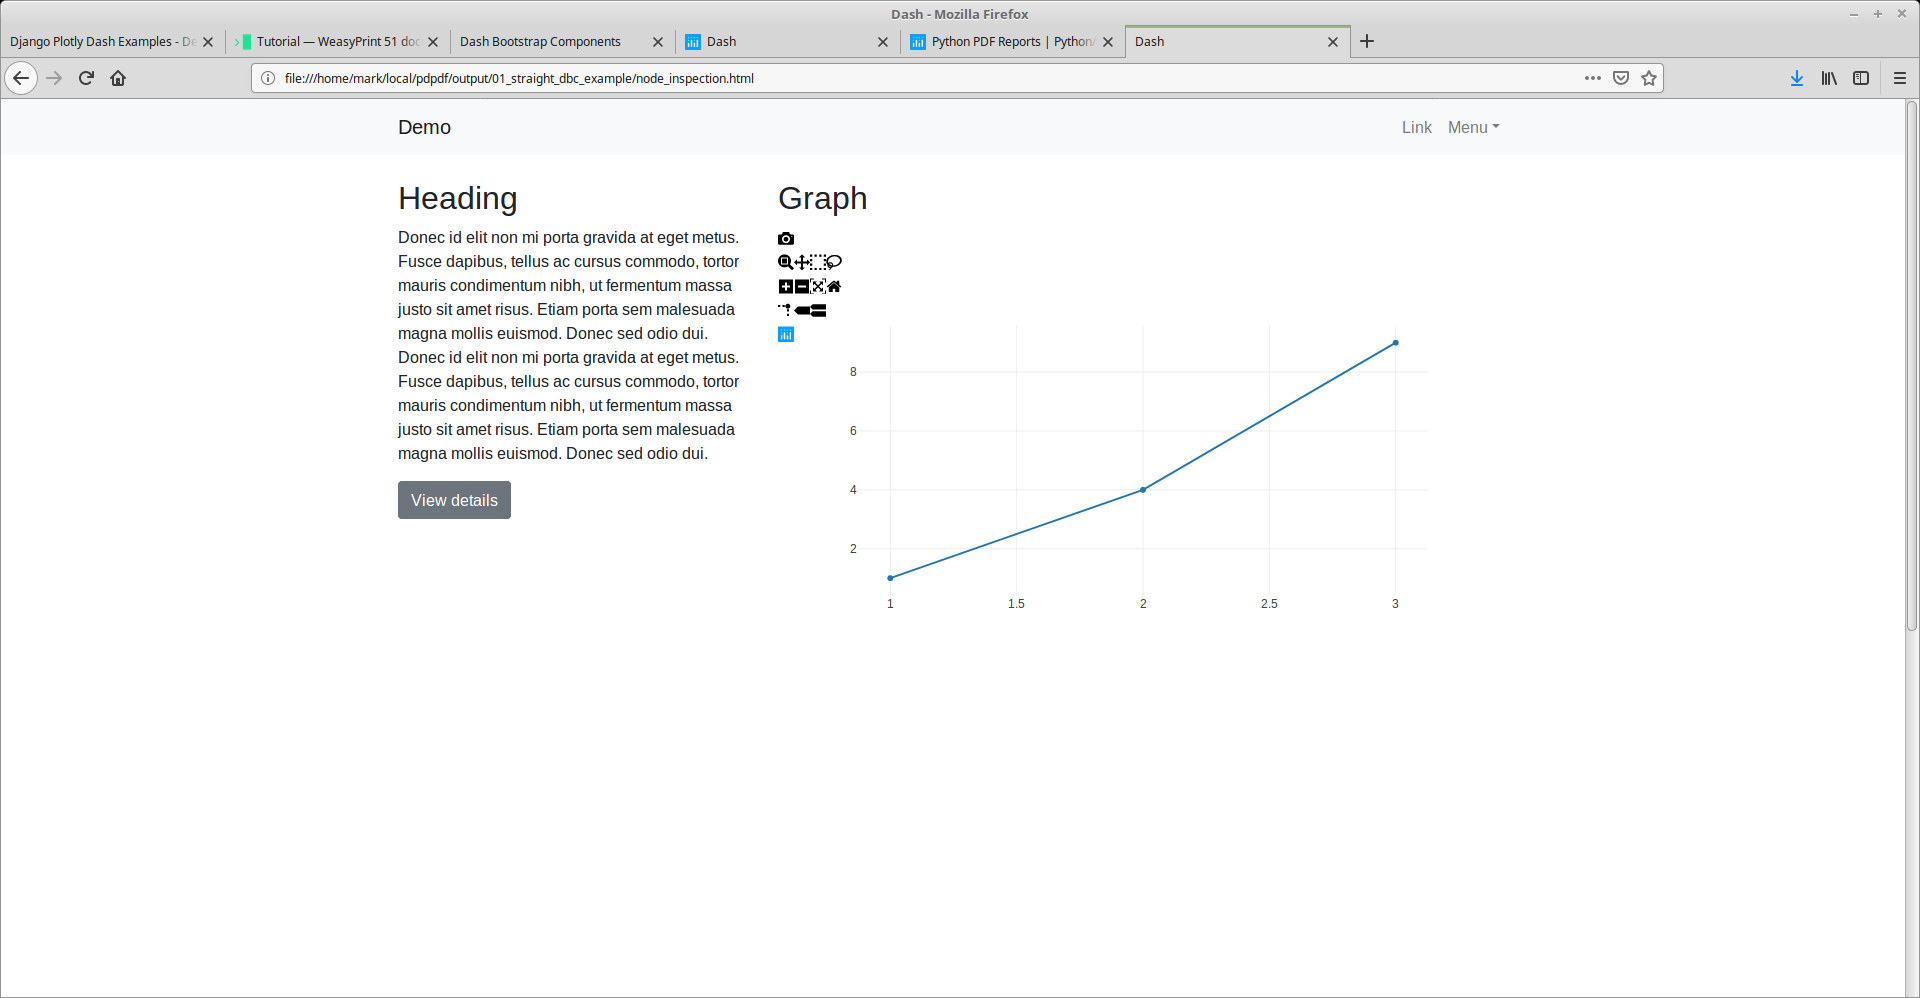 Dash - Mozilla Firefox
Django Plotly Dash Examples - De
Tutorial — WeasyPrint 51 doc
Dash Bootstrap Components
Dash
Python PDF Reports | Python/
Dash
file:///home/mark/local/pdpdf/output/01_straight_dbc_example/node_inspection.html
Demo
Link
Menu
Heading
Donec id elit non mi porta gravida at eget metus.
Fusce dapibus, tellus ac cursus commodo, tortor
mauris condimentum nibh, ut fermentum massa
justo sit amet risus. Etiam porta sem malesuada
magna mollis euismod. Donec sed odio dui.
Donec id elit non mi porta gravida at eget metus.
Fusce dapibus, tellus ac cursus commodo, tortor
mauris condimentum nibh, ut fermentum massa
justo sit amet risus. Etiam porta sem malesuada
magna mollis euismod. Donec sed odio dui.
View details
Graph
8
6
4
2
1
1.5
2
2.5
3